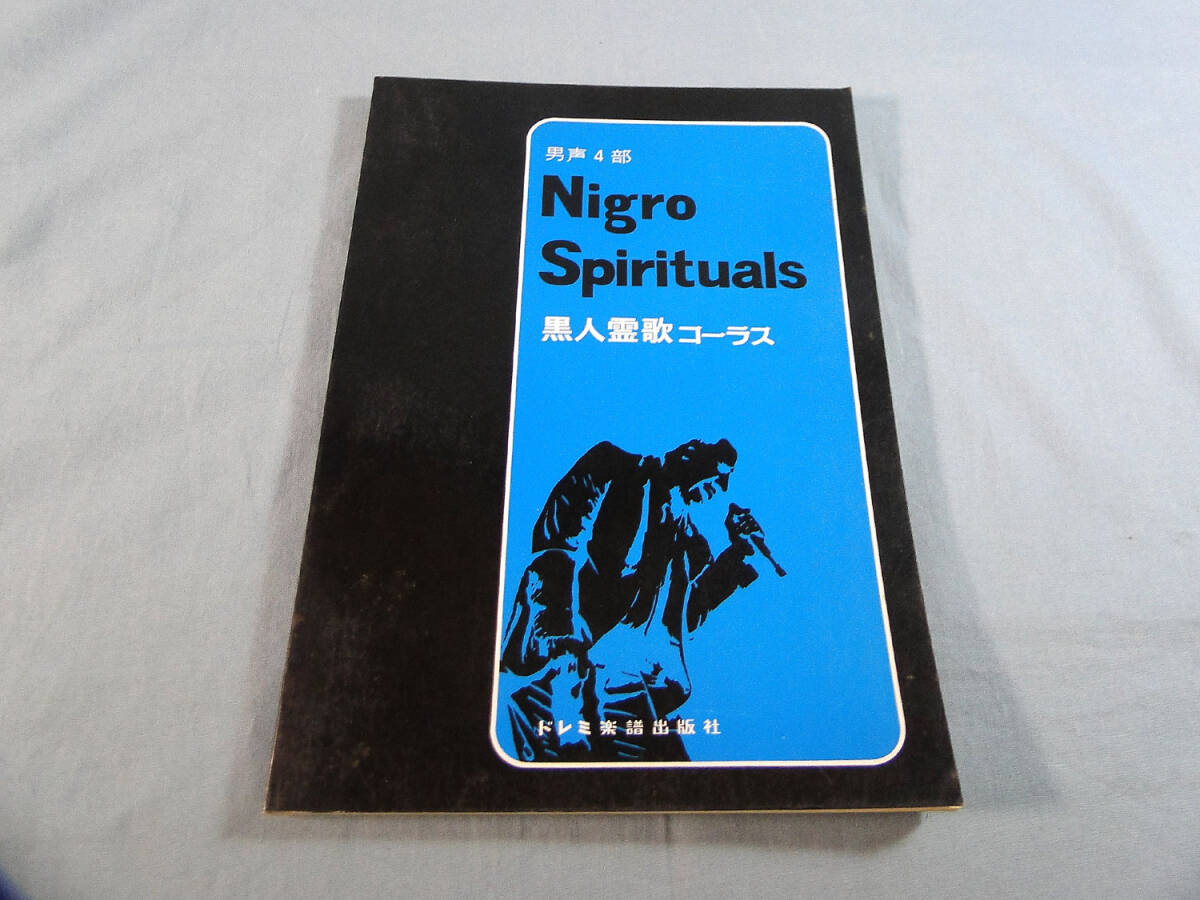 男声4部
Nigro
Spirituals
黒人霊歌コーラス
ドレミ楽譜出版社